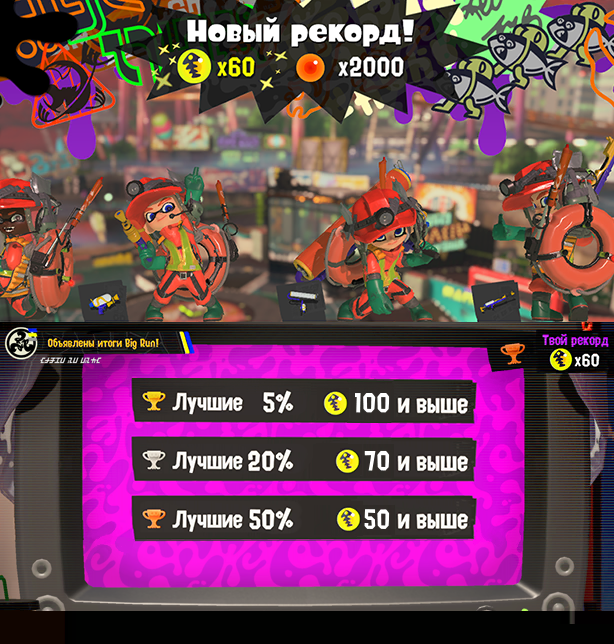 Новый рекорд!
x60 x2000
Объявлены итоги Big Run!
Твой рекорд
x60
Лучшие 5% 100 и выше
Лучшие 20% 70 и выше
Лучшие 50% 50 и выше